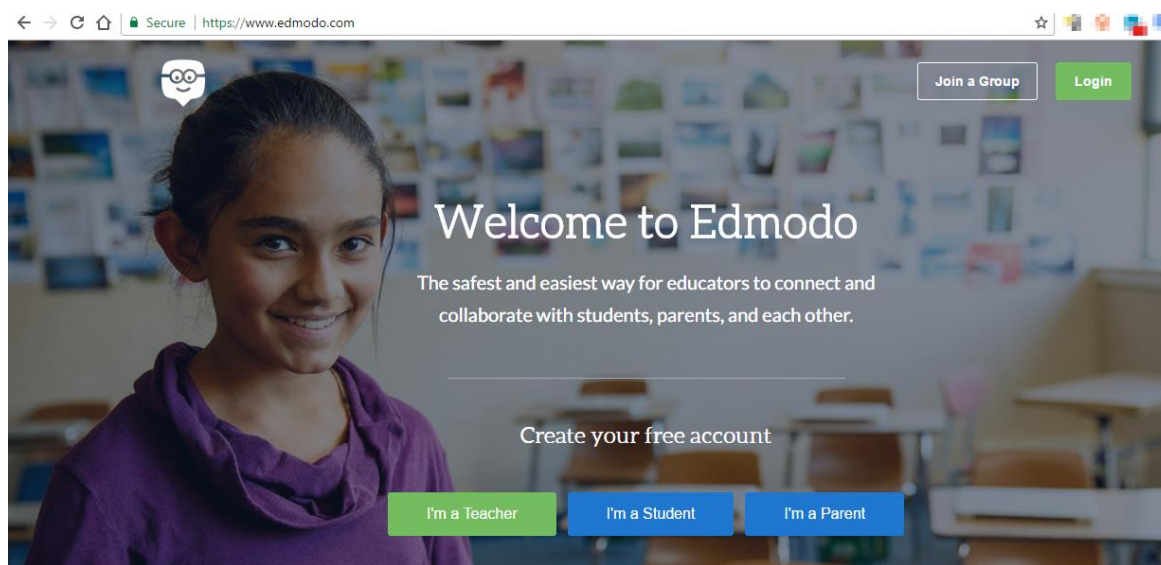 Secure | https://www.edmodo.com
Join a Group
Login
Welcome to Edmodo
The safest and easiest way for educators to connect and
collaborate with students, parents, and each other.
Create your free account
I'm a Teacher
I'm a Student
I'm a Parent